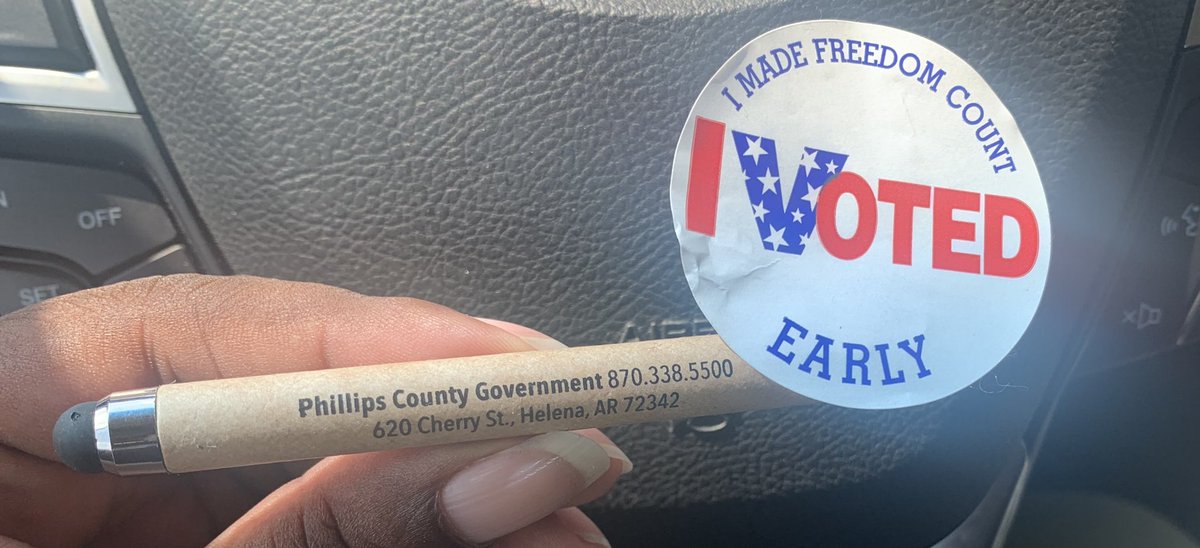 I MADE FREEDOM COUNT
I VOTED
EARLY
Phillips County Government 870.338.5500
620 Cherry St., Helena, AR 72342
OFF
SET